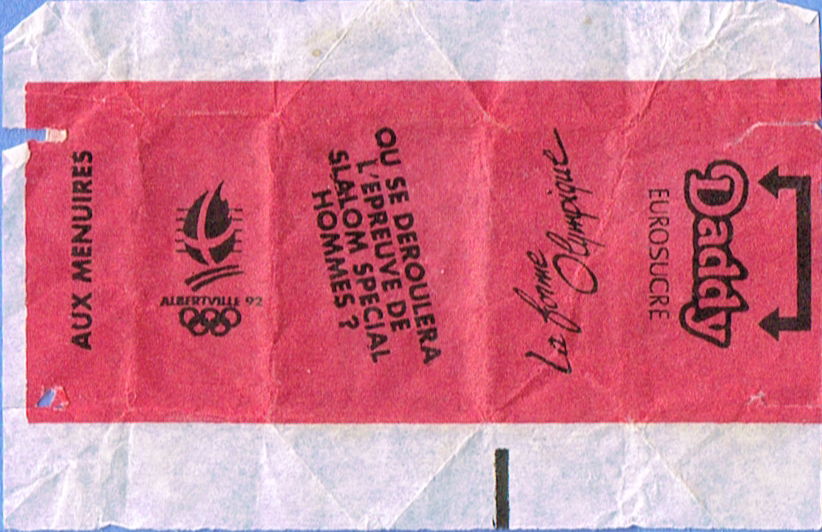 Daddy
EUROSUCRE
La forme
Olympique
OU SE DEROULERA
L'EPREUVE DE
SLALOM SPECIAL
HOMMES ?
ALBERTVILLE 92
AUX MENUIRES